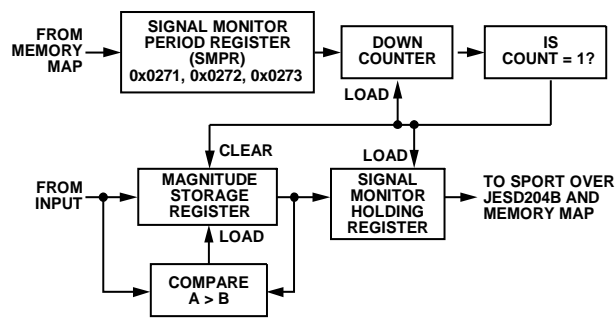 FROM
MEMORY
MAP
SIGNAL MONITOR
PERIOD REGISTER
(SMPR)
0x0271, 0x0272, 0x0273
DOWN
COUNTER
IS
COUNT = 1?
LOAD
CLEAR
LOAD
FROM
INPUT
MAGNITUDE
STORAGE
REGISTER
SIGNAL
MONITOR
HOLDING
REGISTER
TO SPORT OVER
JESD204B AND
MEMORY MAP
LOAD
COMPARE
A > B